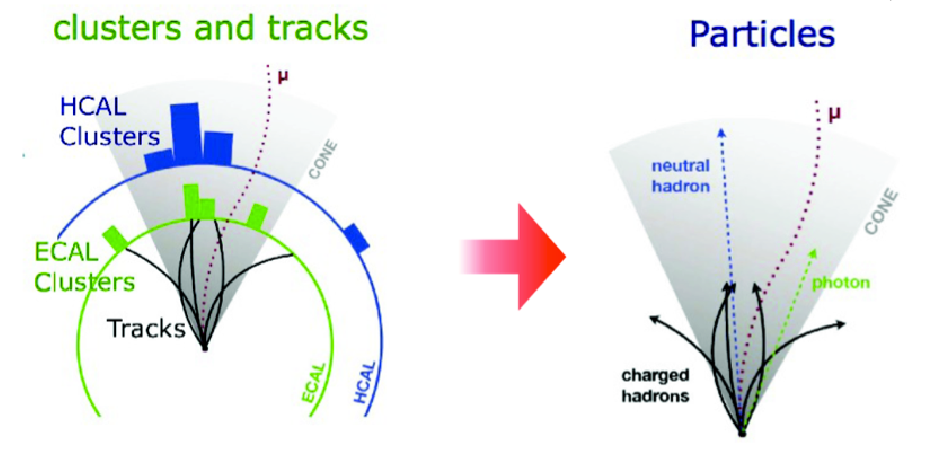 clusters and tracks
μ
HCAL
Clusters
CONE
ECAL
Clusters
Tracks
ECAL
HCAL
Particles
μ
neutral
hadron
CONE
photon
charged
hadrons